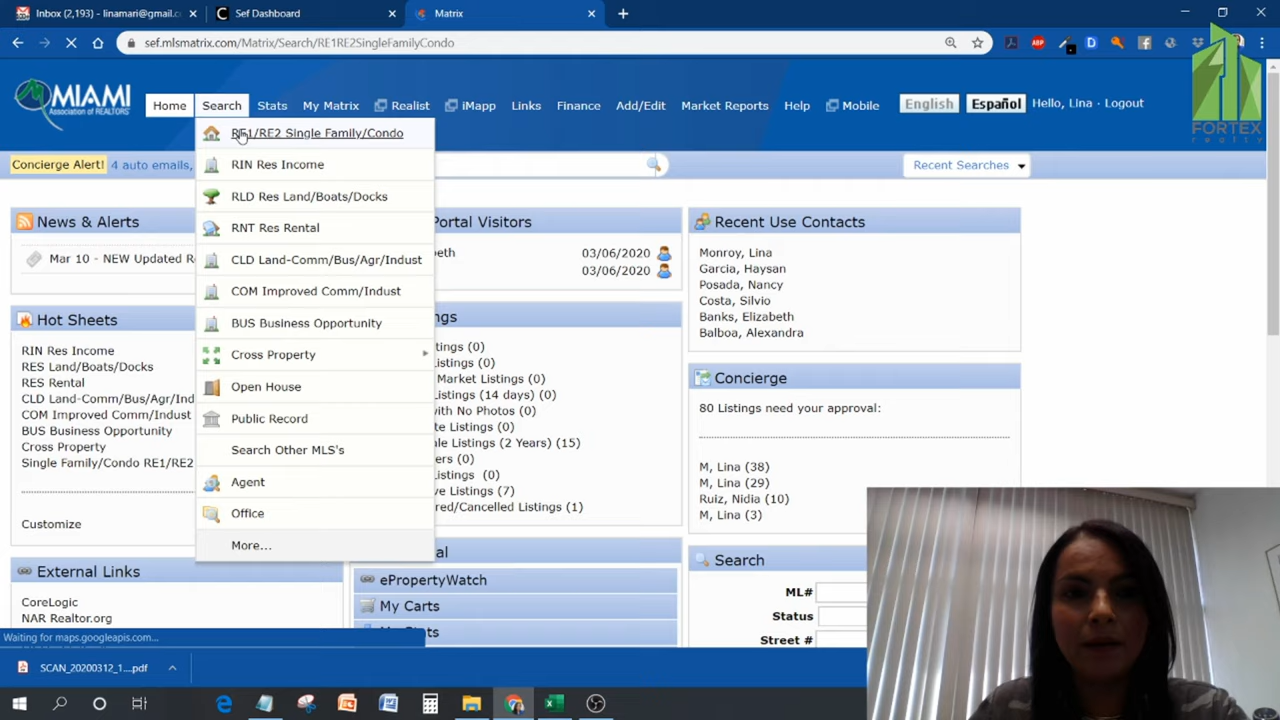 Inbox (2,193) - linamari@gmail.c
Sef Dashboard
Matrix
sef.mlsmatrix.com/Matrix/Search/RE1RE2SingleFamilyCondo
ABP
FORTEX
realty
MIAMI
Association of REALTORS
Home
Search
Stats
My Matrix
Realist
iMapp
Links
Finance
Add/Edit
Market Reports
Help
Mobile
English
Español
Hello, Lina · Logout
Concierge Alert!
4 auto emails,
Recent Searches
RE1/RE2 Single Family/Condo
RIN Res Income
RLD Res Land/Boats/Docks
RNT Res Rental
CLD Land-Comm/Bus/Agr/Indust
COM Improved Comm/Indust
BUS Business Opportunity
Cross Property
Open House
Public Record
Search Other MLS's
Agent
Office
More...
News & Alerts
Mar 10 - NEW Updated R
Hot Sheets
RIN Res Income
RES Land/Boats/Docks
RES Rental
CLD Land-Comm/Bus/Agr/Ind
COM Improved Comm/Indust
BUS Business Opportunity
Cross Property
Single Family/Condo RE1/RE2
Customize
External Links
CoreLogic
NAR Realtor.org
Portal Visitors
beth 03/06/2020
03/06/2020
ngs
tings (0)
istings (0)
Market Listings (0)
Listings (14 days) (0)
with No Photos (0)
te Listings (0)
ale Listings (2 Years) (15)
ers (0)
istings (0)
ve Listings (7)
red/Cancelled Listings (1)
al
ePropertyWatch
My Carts
My Stats
Recent Use Contacts
Monroy, Lina
Garcia, Haysan
Posada, Nancy
Costa, Silvio
Banks, Elizabeth
Balboa, Alexandra
Concierge
80 Listings need your approval:
M, Lina (38)
M, Lina (29)
Ruiz, Nidia (10)
M, Lina (3)
Search
ML#
Status
Street #
Waiting for maps.googleapis.com...
SCAN_20200312_1....pdf